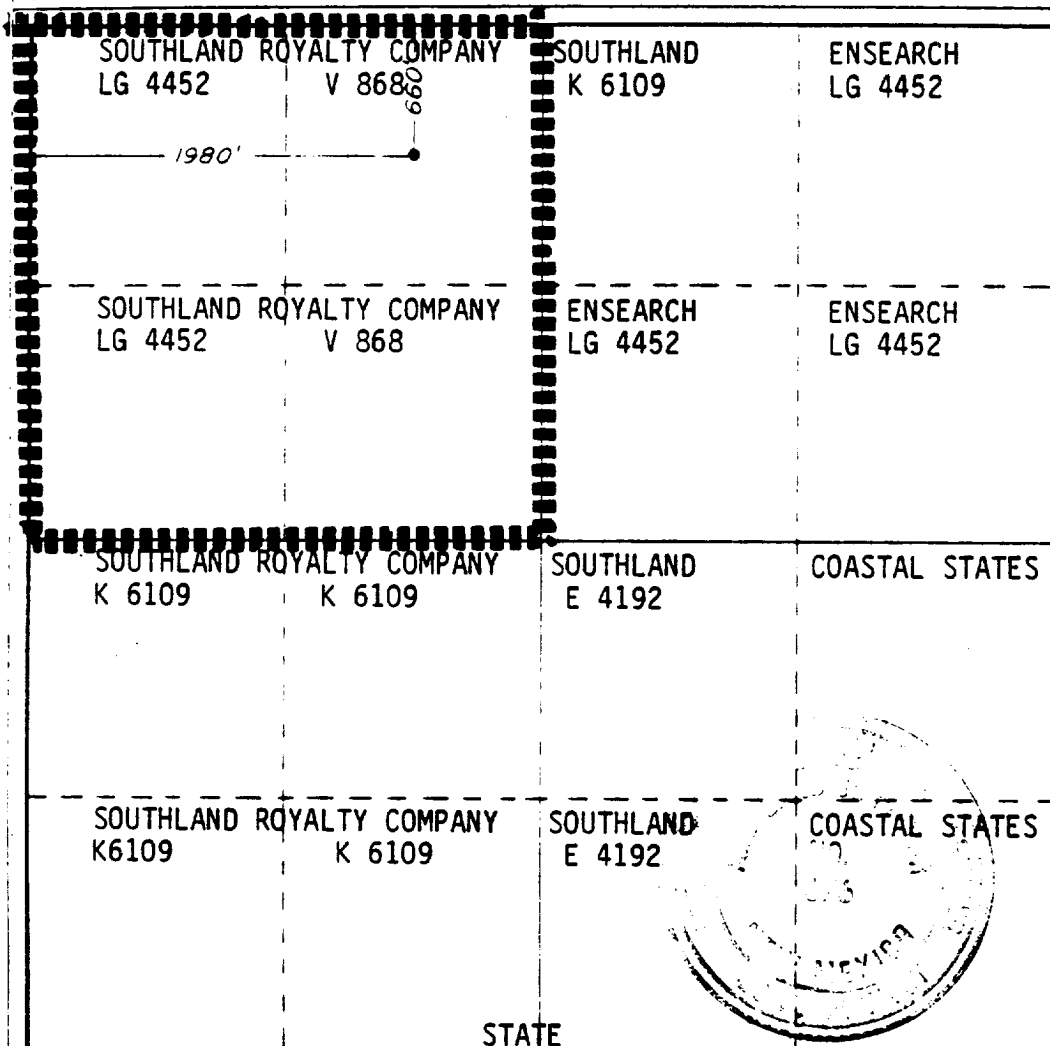 SOUTHLAND ROYALTY COMPANY
LG 4452 V 868
660
1980'
SOUTHLAND
K 6109
ENSEARCH
LG 4452
SOUTHLAND ROYALTY COMPANY
LG 4452 V 868
ENSEARCH
LG 4452
ENSEARCH
LG 4452
SOUTHLAND ROYALTY COMPANY
K 6109 K 6109
SOUTHLAND
E 4192
COASTAL STATES
SOUTHLAND ROYALTY COMPANY
K6109 K 6109
SOUTHLAND
E 4192
COASTAL STATES
MEXICO
STATE